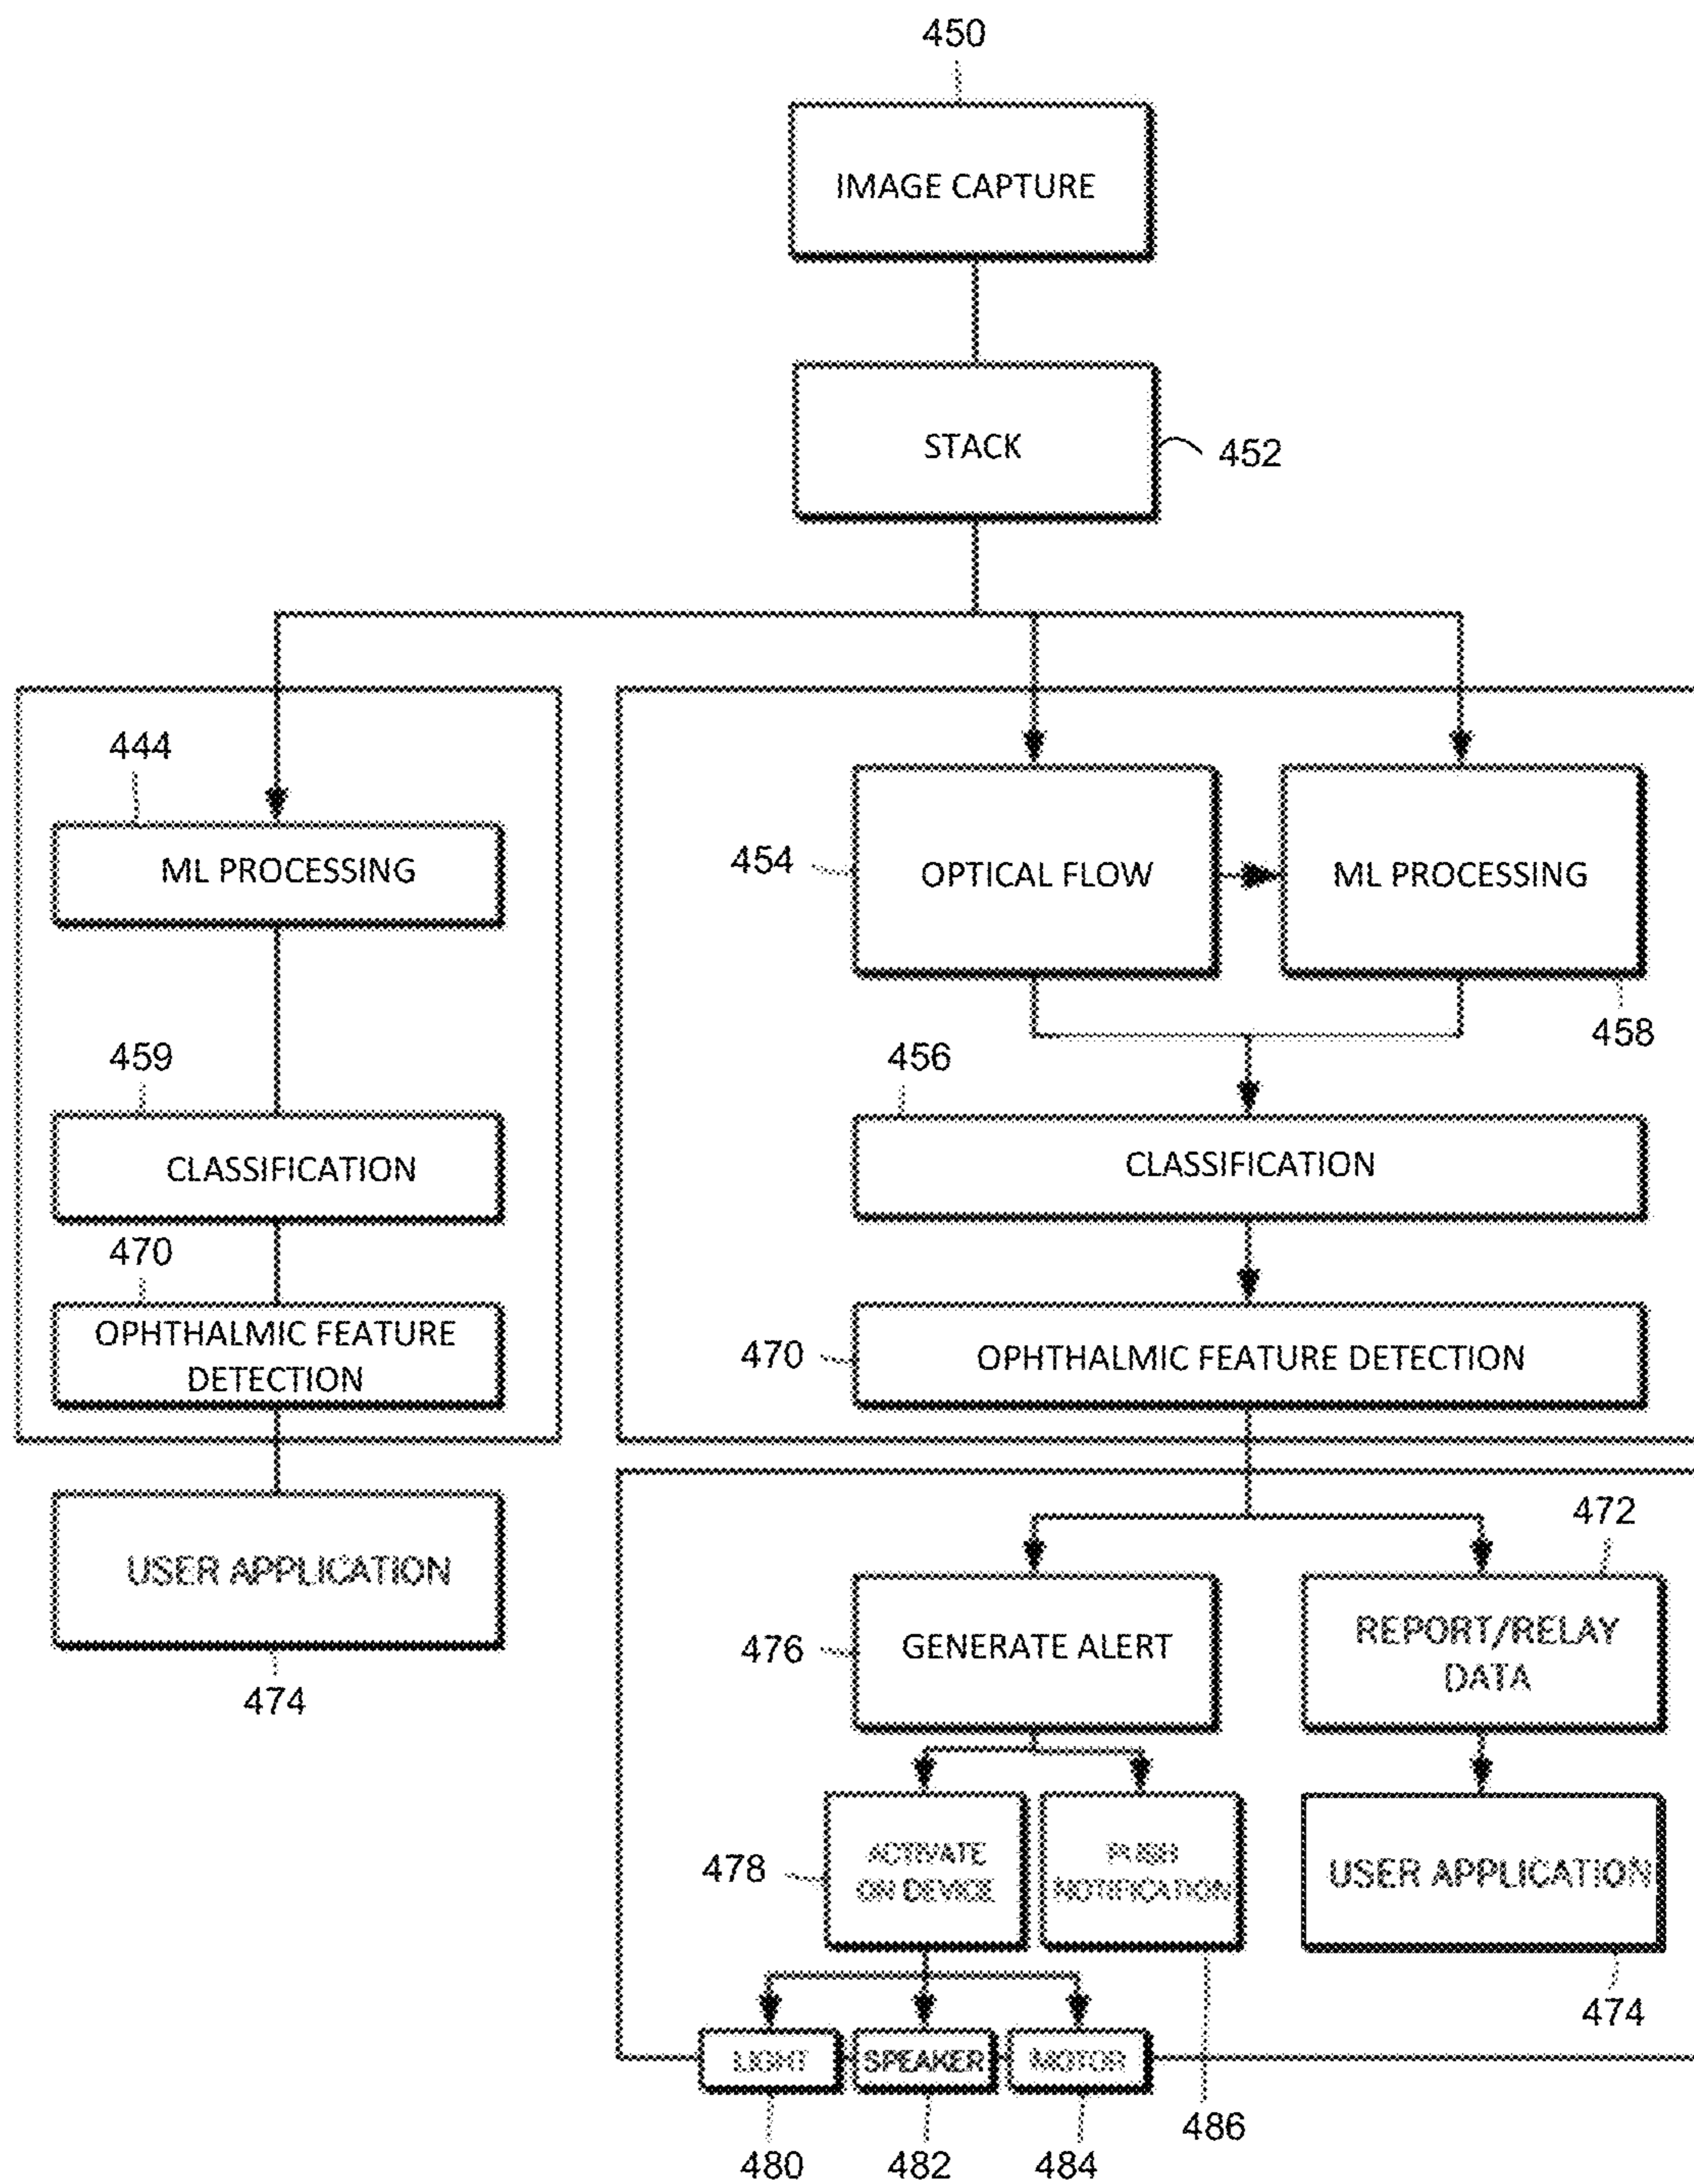 450
IMAGE CAPTURE
STACK
452
444
ML PROCESSING
454
OPTICAL FLOW
ML PROCESSING
458
459
456
CLASSIFICATION
CLASSIFICATION
470
OPHTHALMIC FEATURE
DETECTION
470
OPHTHALMIC FEATURE DETECTION
USER APPLICATION
474
472
476
GENERATE ALERT
REPORT/RELAY
DATA
478
ACTIVATE
ON DEVICE
PUSH
NOTIFICATION
USER APPLICATION
474
LIGHT
SPEAKER
MOTOR
486
480
482
484